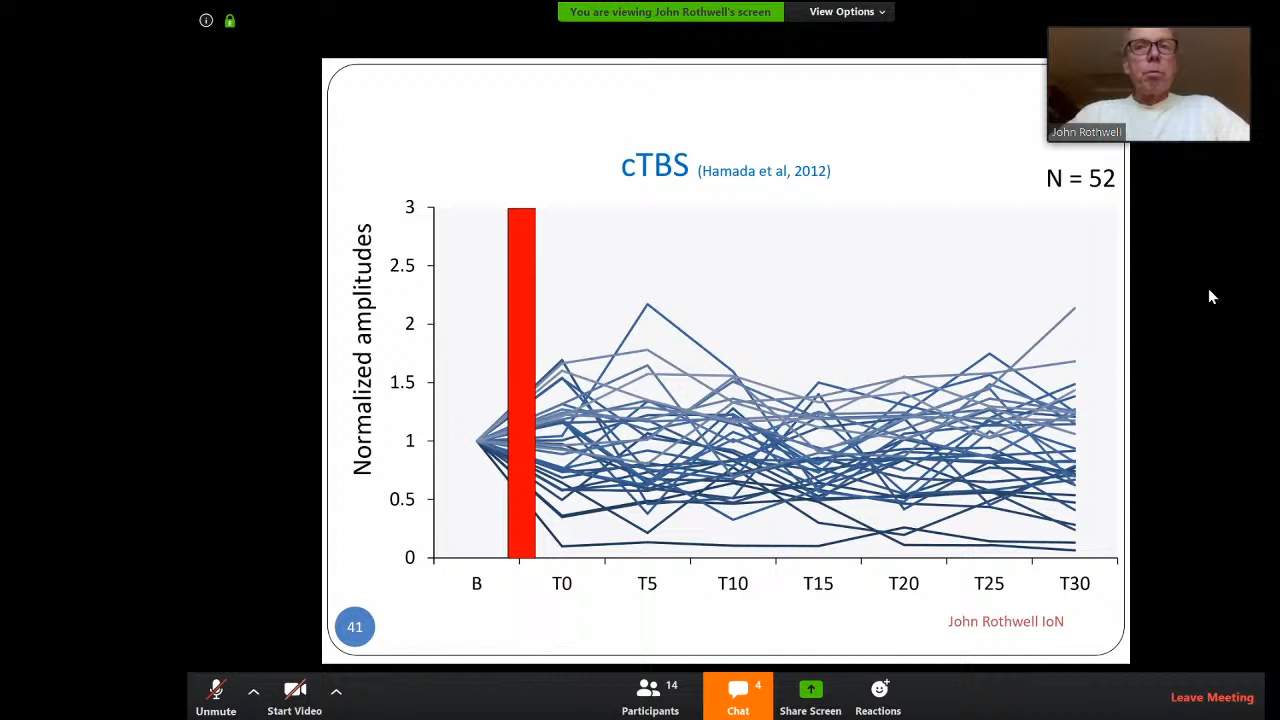 You are viewing John Rothwell's screen
View Options
John Rothwell
cTBS (Hamada et al, 2012)
N = 52
Normalized amplitudes
3
2.5
2
1.5
1
0.5
0
B T0 T5 T10 T15 T20 T25 T30
41
John Rothwell IoN
Unmute
Start Video
Participants 14
Chat 4
Share Screen
Reactions
Leave Meeting